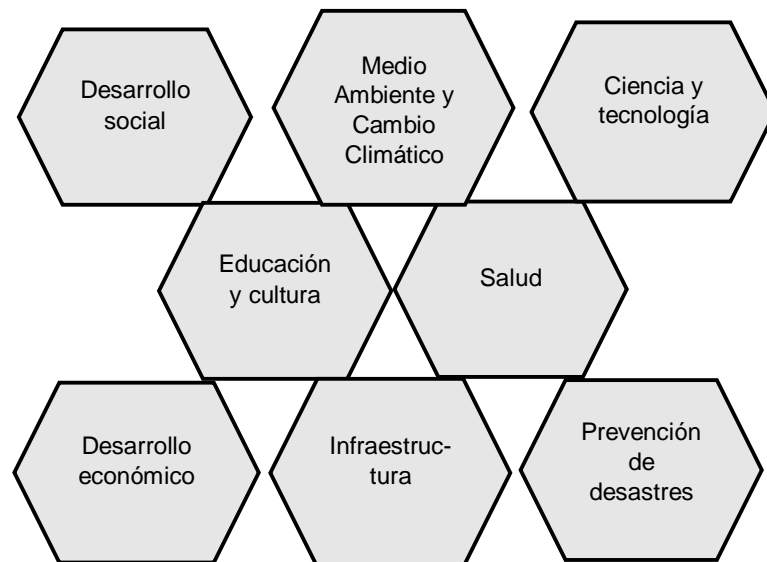 Desarrollo
social
Medio
Ambiente y
Cambio
Climático
Ciencia y
tecnología
Educación
y cultura
Salud
Desarrollo
económico
Infraestruc-
tura
Prevención
de
desastres